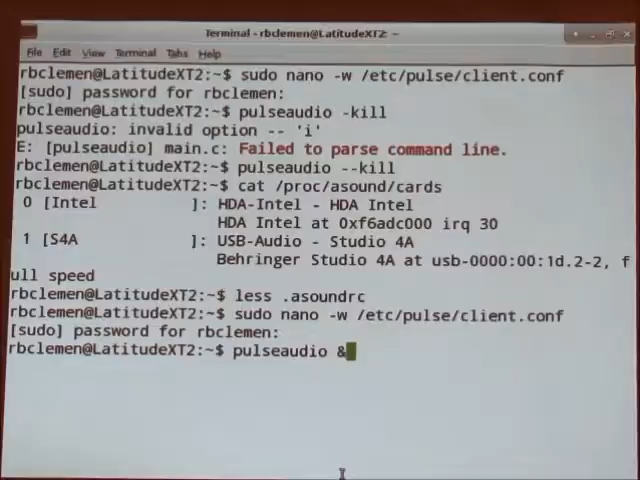 Terminal - rbclemen@LatitudeXT2: ~
File Edit View Terminal Tabs Help
rbclemen@LatitudeXT2:~$ sudo nano -w /etc/pulse/client.conf
[sudo] password for rbclemen:
rbclemen@LatitudeXT2:~$ pulseaudio -kill
pulseaudio: invalid option -- 'i'
E: [pulseaudio] main.c: Failed to parse command line.
rbclemen@LatitudeXT2:~$ pulseaudio --kill
rbclemen@LatitudeXT2:~$ cat /proc/asound/cards
0 [Intel ]: HDA-Intel - HDA Intel
HDA Intel at 0xf6adc000 irq 30
1 [S4A ]: USB-Audio - Studio 4A
Behringer Studio 4A at usb-0000:00:1d.2-2, f
ull speed
rbclemen@LatitudeXT2:~$ less .asoundrc
rbclemen@LatitudeXT2:~$ sudo nano -w /etc/pulse/client.conf
[sudo] password for rbclemen:
rbclemen@LatitudeXT2:~$ pulseaudio &